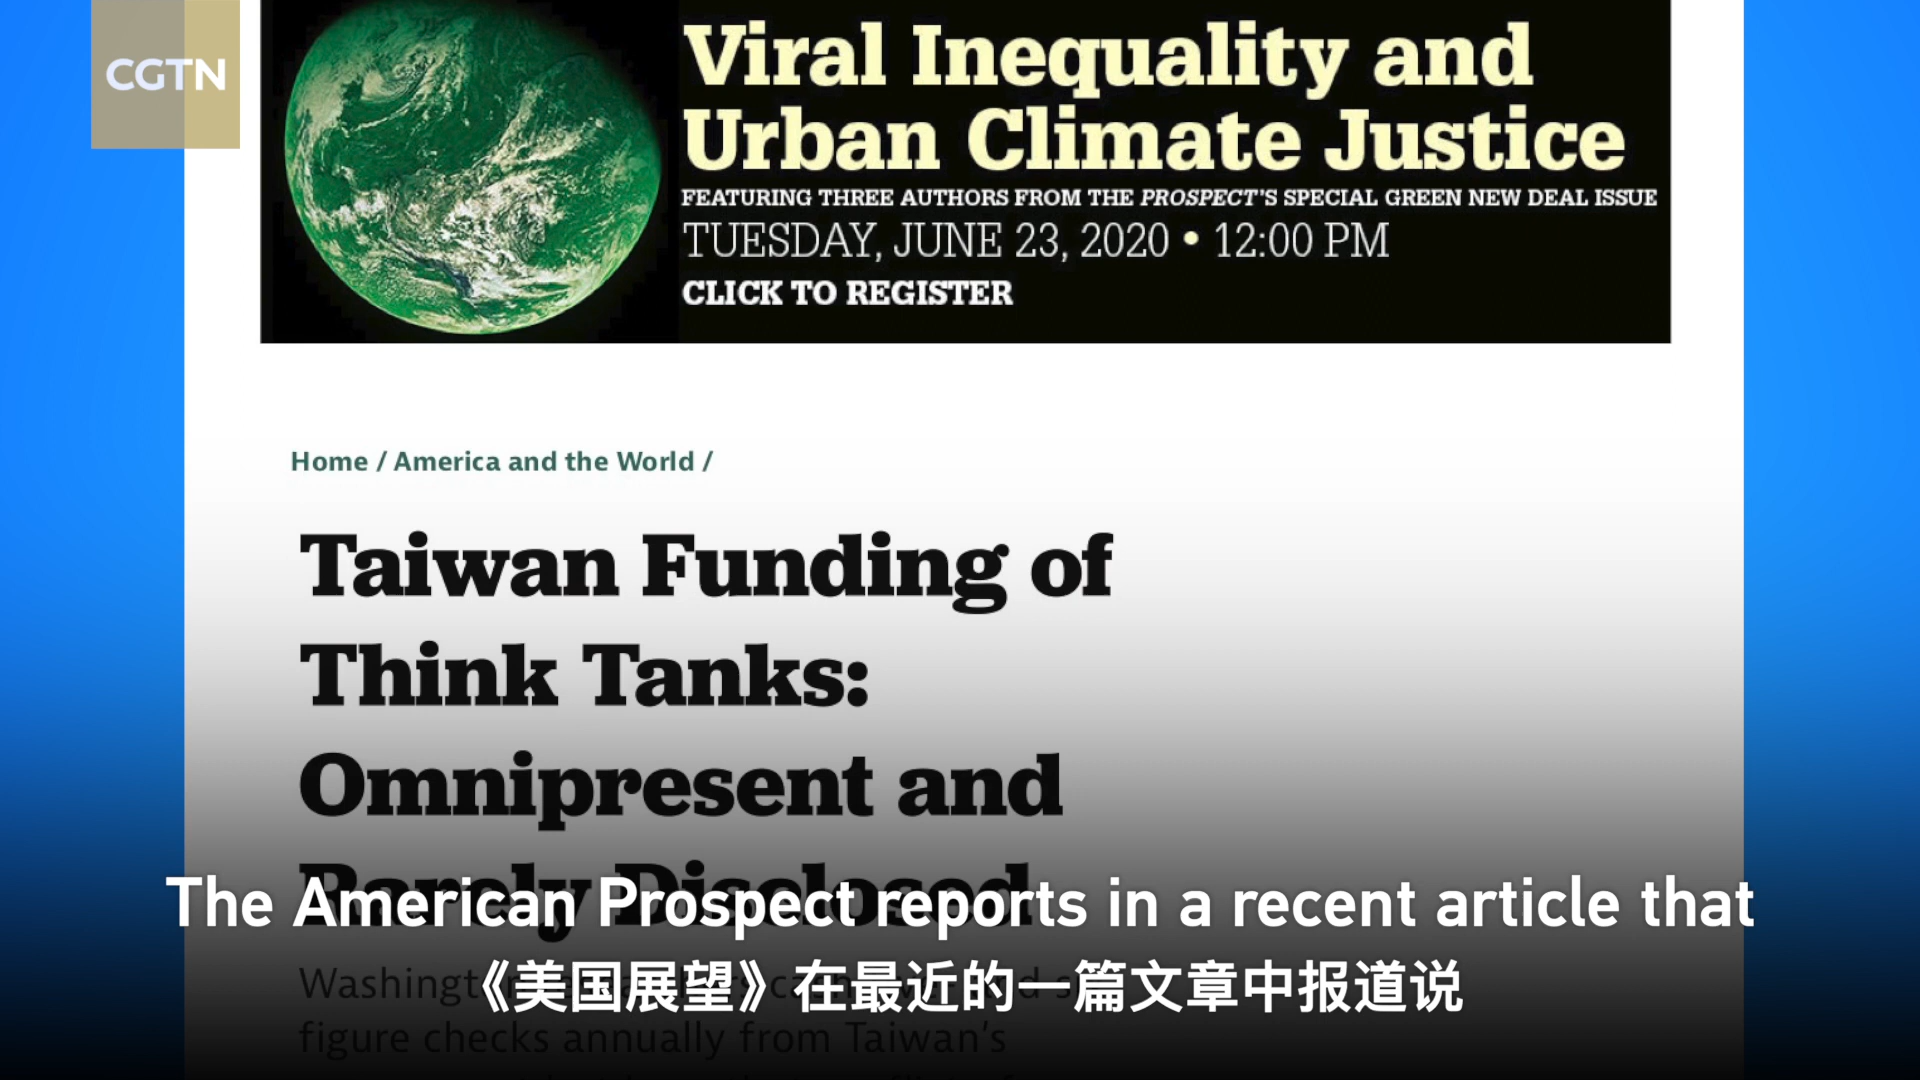 CGTN
Viral Inequality and
Urban Climate Justice
FEATURING THREE AUTHORS FROM THE PROSPECT'S SPECIAL GREEN NEW DEAL ISSUE
TUESDAY, JUNE 23, 2020 • 12:00 PM
CLICK TO REGISTER
Home / America and the World /
Taiwan Funding of
Think Tanks:
Omnipresent and
Rarely Disclosed
The American Prospect reports in a recent article that
《美国展望》在最近的一篇文章中报道说
figure checks annually from Taiwan's